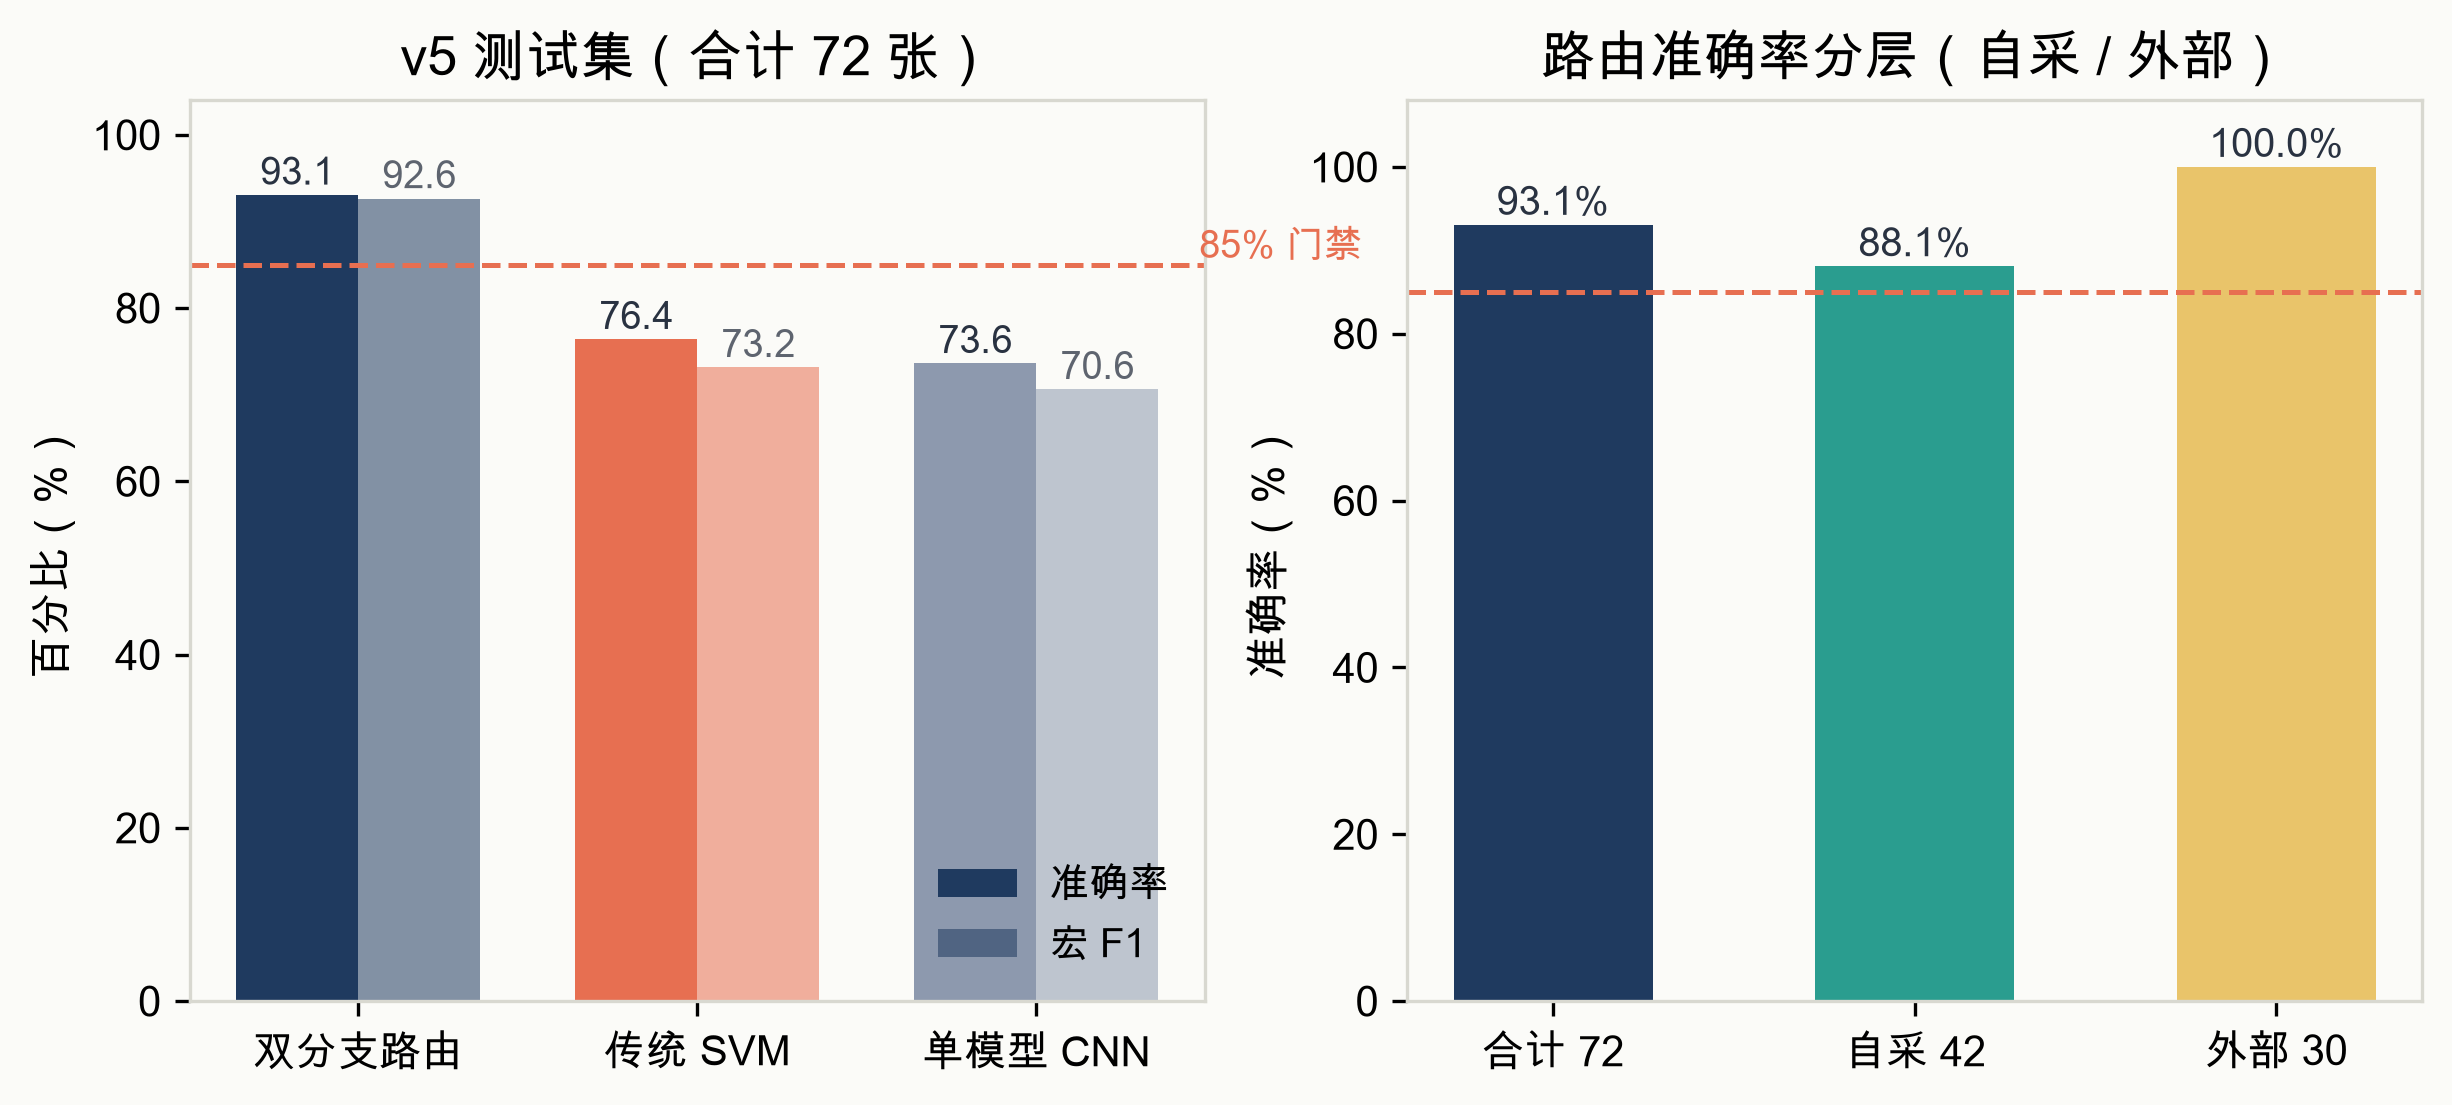 v5 测试集（合计 72 张）
百分比（%）
100
80
60
40
20
0
93.1
92.6
76.4
73.2
73.6
70.6
85% 门禁
准确率
宏 F1
双分支路由
传统 SVM
单模型 CNN
路由准确率分层（自采 / 外部）
准确率（%）
100
80
60
40
20
0
93.1%
88.1%
100.0%
合计 72
自采 42
外部 30